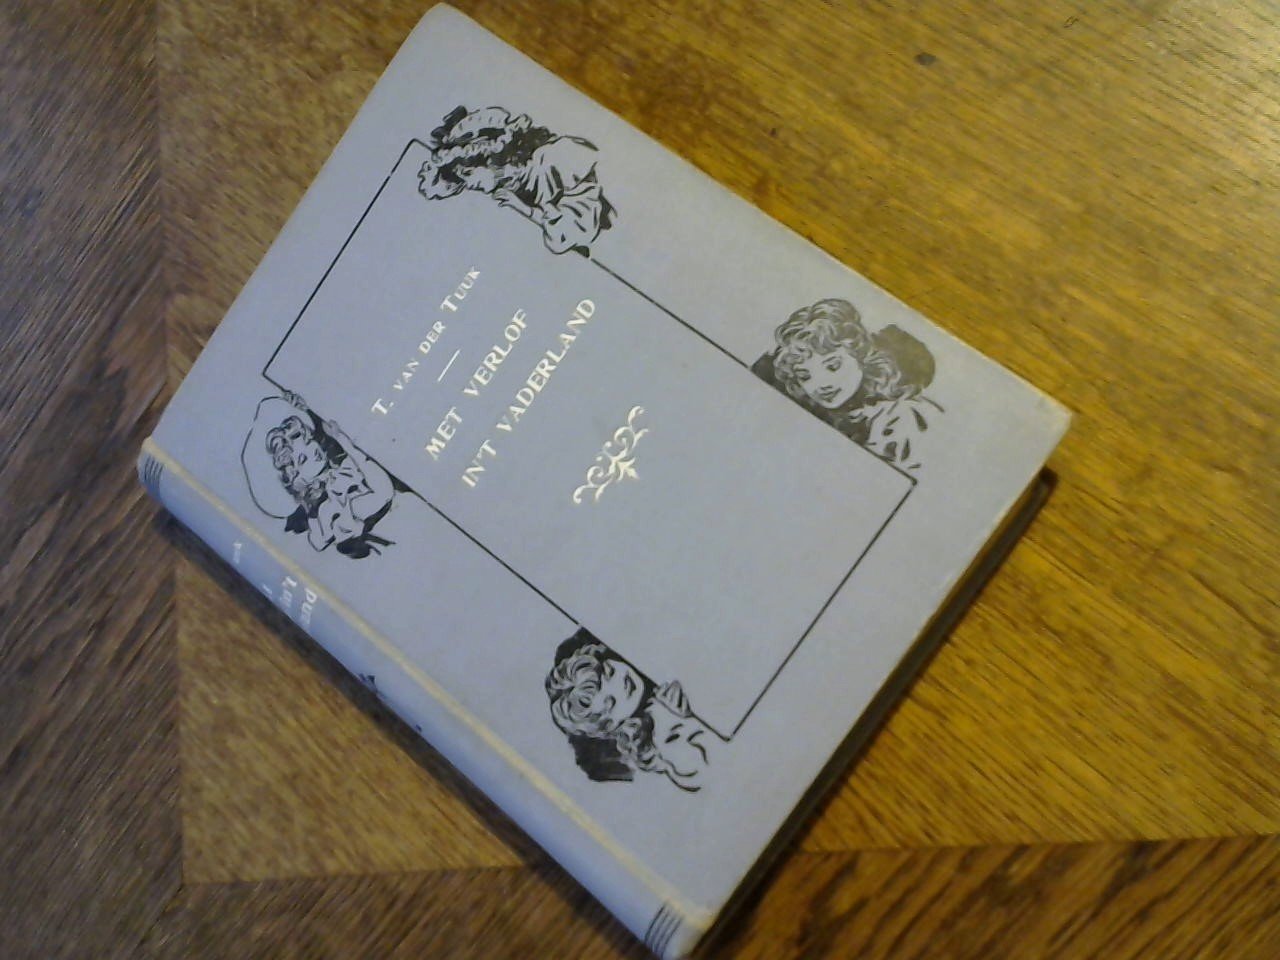 T. VAN DER TUUK
MET VERLOF
IN'T VADERLAND